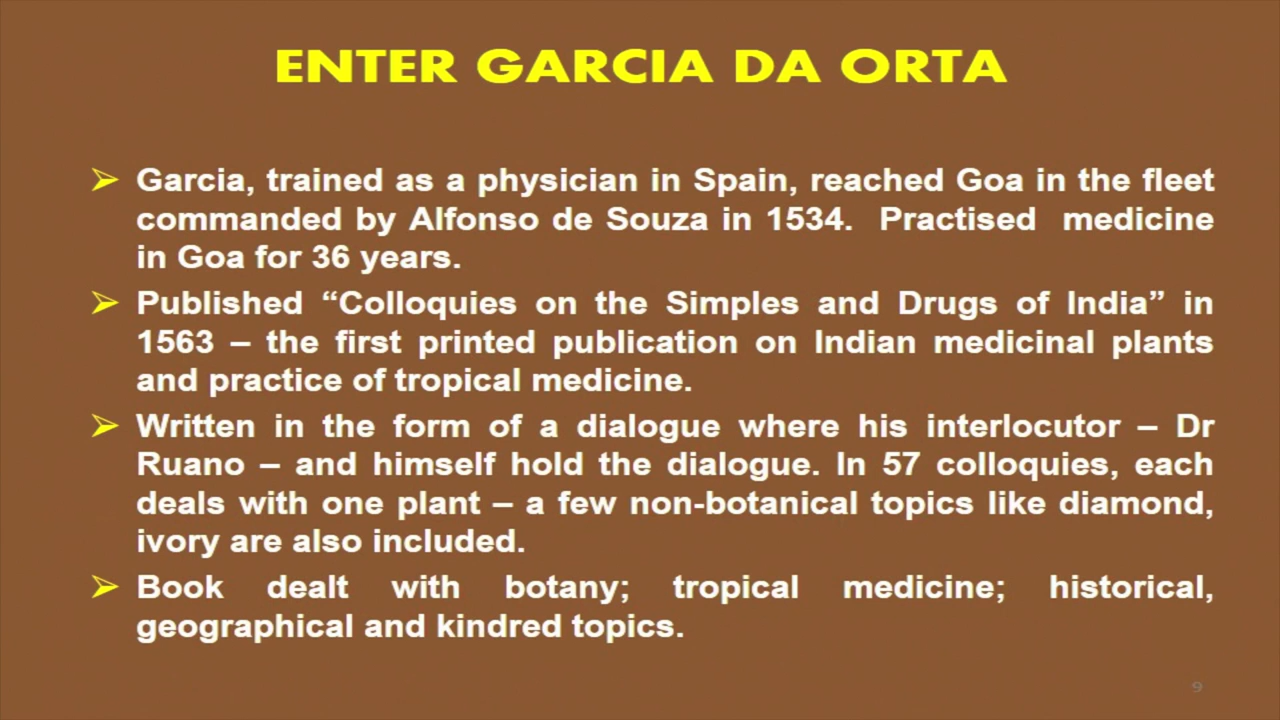 ENTER GARCIA DA ORTA
➢ Garcia, trained as a physician in Spain, reached Goa in the fleet
commanded by Alfonso de Souza in 1534. Practised medicine
in Goa for 36 years.
➢ Published “Colloquies on the Simples and Drugs of India” in
1563 – the first printed publication on Indian medicinal plants
and practice of tropical medicine.
➢ Written in the form of a dialogue where his interlocutor – Dr
Ruano – and himself hold the dialogue. In 57 colloquies, each
deals with one plant – a few non-botanical topics like diamond,
ivory are also included.
➢ Book dealt with botany; tropical medicine; historical,
geographical and kindred topics.
9